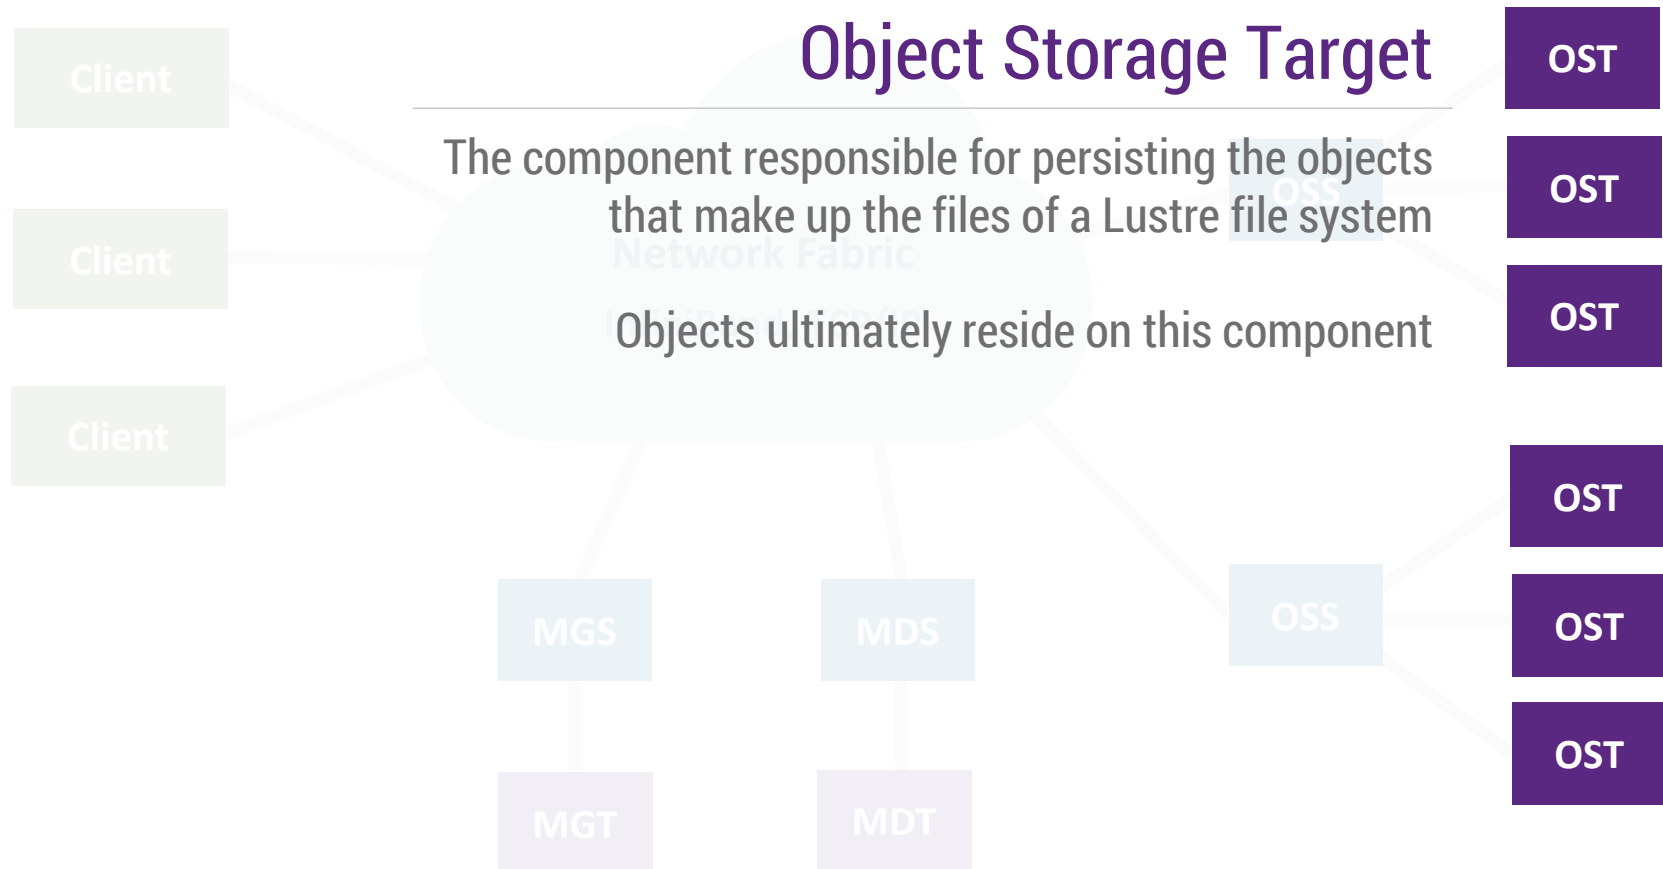 Object Storage Target
The component responsible for persisting the objects
that make up the files of a Lustre file system
Objects ultimately reside on this component
Client
Client
Client
Network Fabric
OSS
OSS
MGS
MDS
MGT
MDT
OST
OST
OST
OST
OST
OST